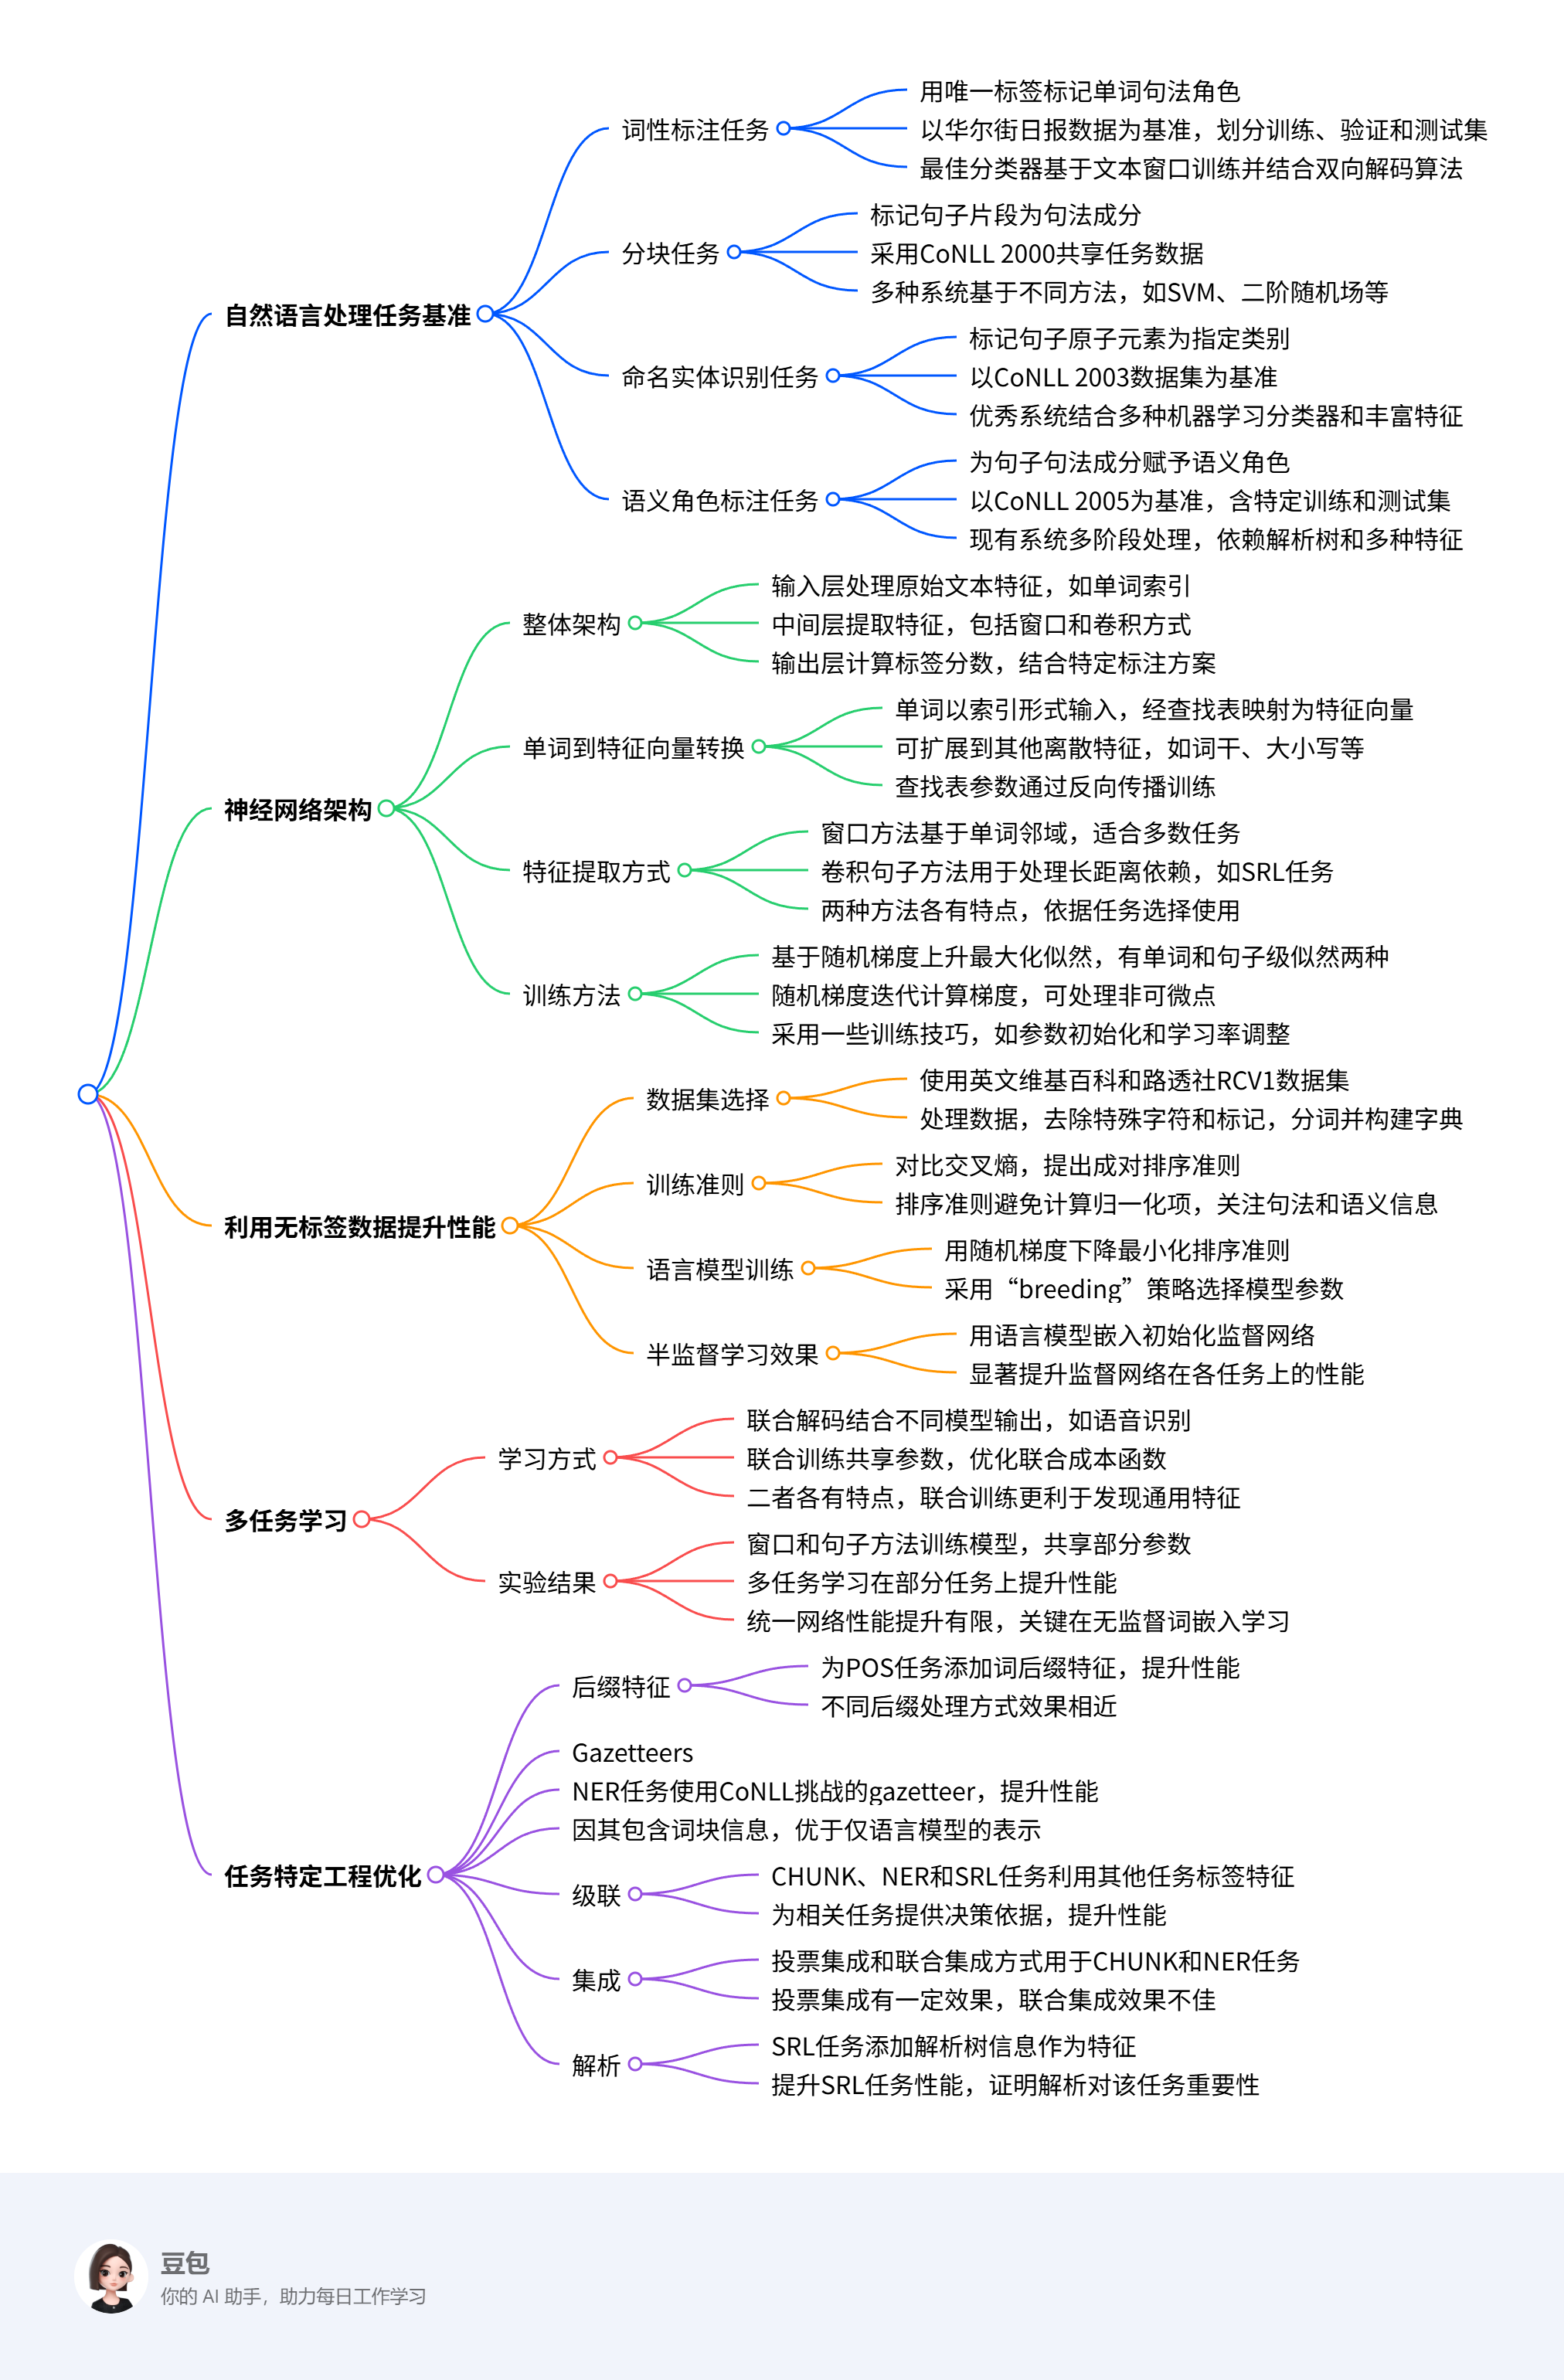 自然语言处理任务基准
词性标注任务
用唯一标签标记单词句法角色
以华尔街日报数据为基准，划分训练、验证和测试集
最佳分类器基于文本窗口训练并结合双向解码算法
分块任务
标记句子片段为句法成分
采用CoNLL 2000共享任务数据
多种系统基于不同方法，如SVM、二阶随机场等
命名实体识别任务
标记句子原子元素为指定类别
以CoNLL 2003数据集为基准
优秀系统结合多种机器学习分类器和丰富特征
语义角色标注任务
为句子句法成分赋予语义角色
以CoNLL 2005为基准，含特定训练和测试集
现有系统多阶段处理，依赖解析树和多种特征
神经网络架构
整体架构
输入层处理原始文本特征，如单词索引
中间层提取特征，包括窗口和卷积方式
输出层计算标签分数，结合特定标注方案
单词到特征向量转换
单词以索引形式输入，经查找表映射为特征向量
可扩展到其他离散特征，如词干、大小写等
查找表参数通过反向传播训练
特征提取方式
窗口方法基于单词邻域，适合多数任务
卷积句子方法用于处理长距离依赖，如SRL任务
两种方法各有特点，依据任务选择使用
训练方法
基于随机梯度上升最大化似然，有单词和句子级似然两种
随机梯度迭代计算梯度，可处理非可微点
采用一些训练技巧，如参数初始化和学习率调整
利用无标签数据提升性能
数据集选择
使用英文维基百科和路透社RCV1数据集
处理数据，去除特殊字符和标记，分词并构建字典
训练准则
对比交叉熵，提出成对排序准则
排序准则避免计算归一化项，关注句法和语义信息
语言模型训练
用随机梯度下降最小化排序准则
采用“breeding”策略选择模型参数
半监督学习效果
用语言模型嵌入初始化监督网络
显著提升监督网络在各任务上的性能
多任务学习
学习方式
联合解码结合不同模型输出，如语音识别
联合训练共享参数，优化联合成本函数
二者各有特点，联合训练更利于发现通用特征
实验结果
窗口和句子方法训练模型，共享部分参数
多任务学习在部分任务上提升性能
统一网络性能提升有限，关键在无监督词嵌入学习
任务特定工程优化
后缀特征
为POS任务添加词后缀特征，提升性能
不同后缀处理方式效果相近
Gazetteers
NER任务使用CoNLL挑战的gazetteer，提升性能
因其包含词块信息，优于仅语言模型的表示
级联
CHUNK、NER和SRL任务利用其他任务标签特征
为相关任务提供决策依据，提升性能
集成
投票集成和联合集成方式用于CHUNK和NER任务
投票集成有一定效果，联合集成效果不佳
解析
SRL任务添加解析树信息作为特征
提升SRL任务性能，证明解析对该任务重要性
豆包
你的 AI 助手，助力每日工作学习